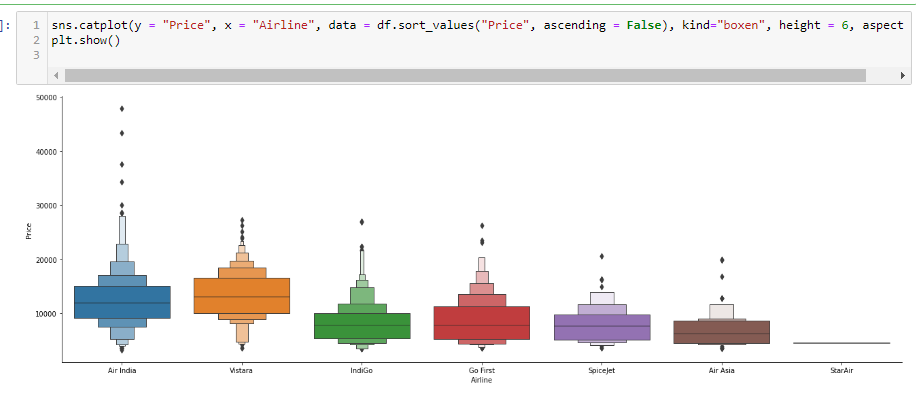 ]:
1 sns.catplot(y = "Price", x = "Airline", data = df.sort_values("Price", ascending = False), kind="boxen", height = 6, aspect
2 plt.show()
3
50000
40000
30000
20000
10000
Price
Air India Vistara IndiGo Go First SpiceJet Air Asia StarAir
Airline